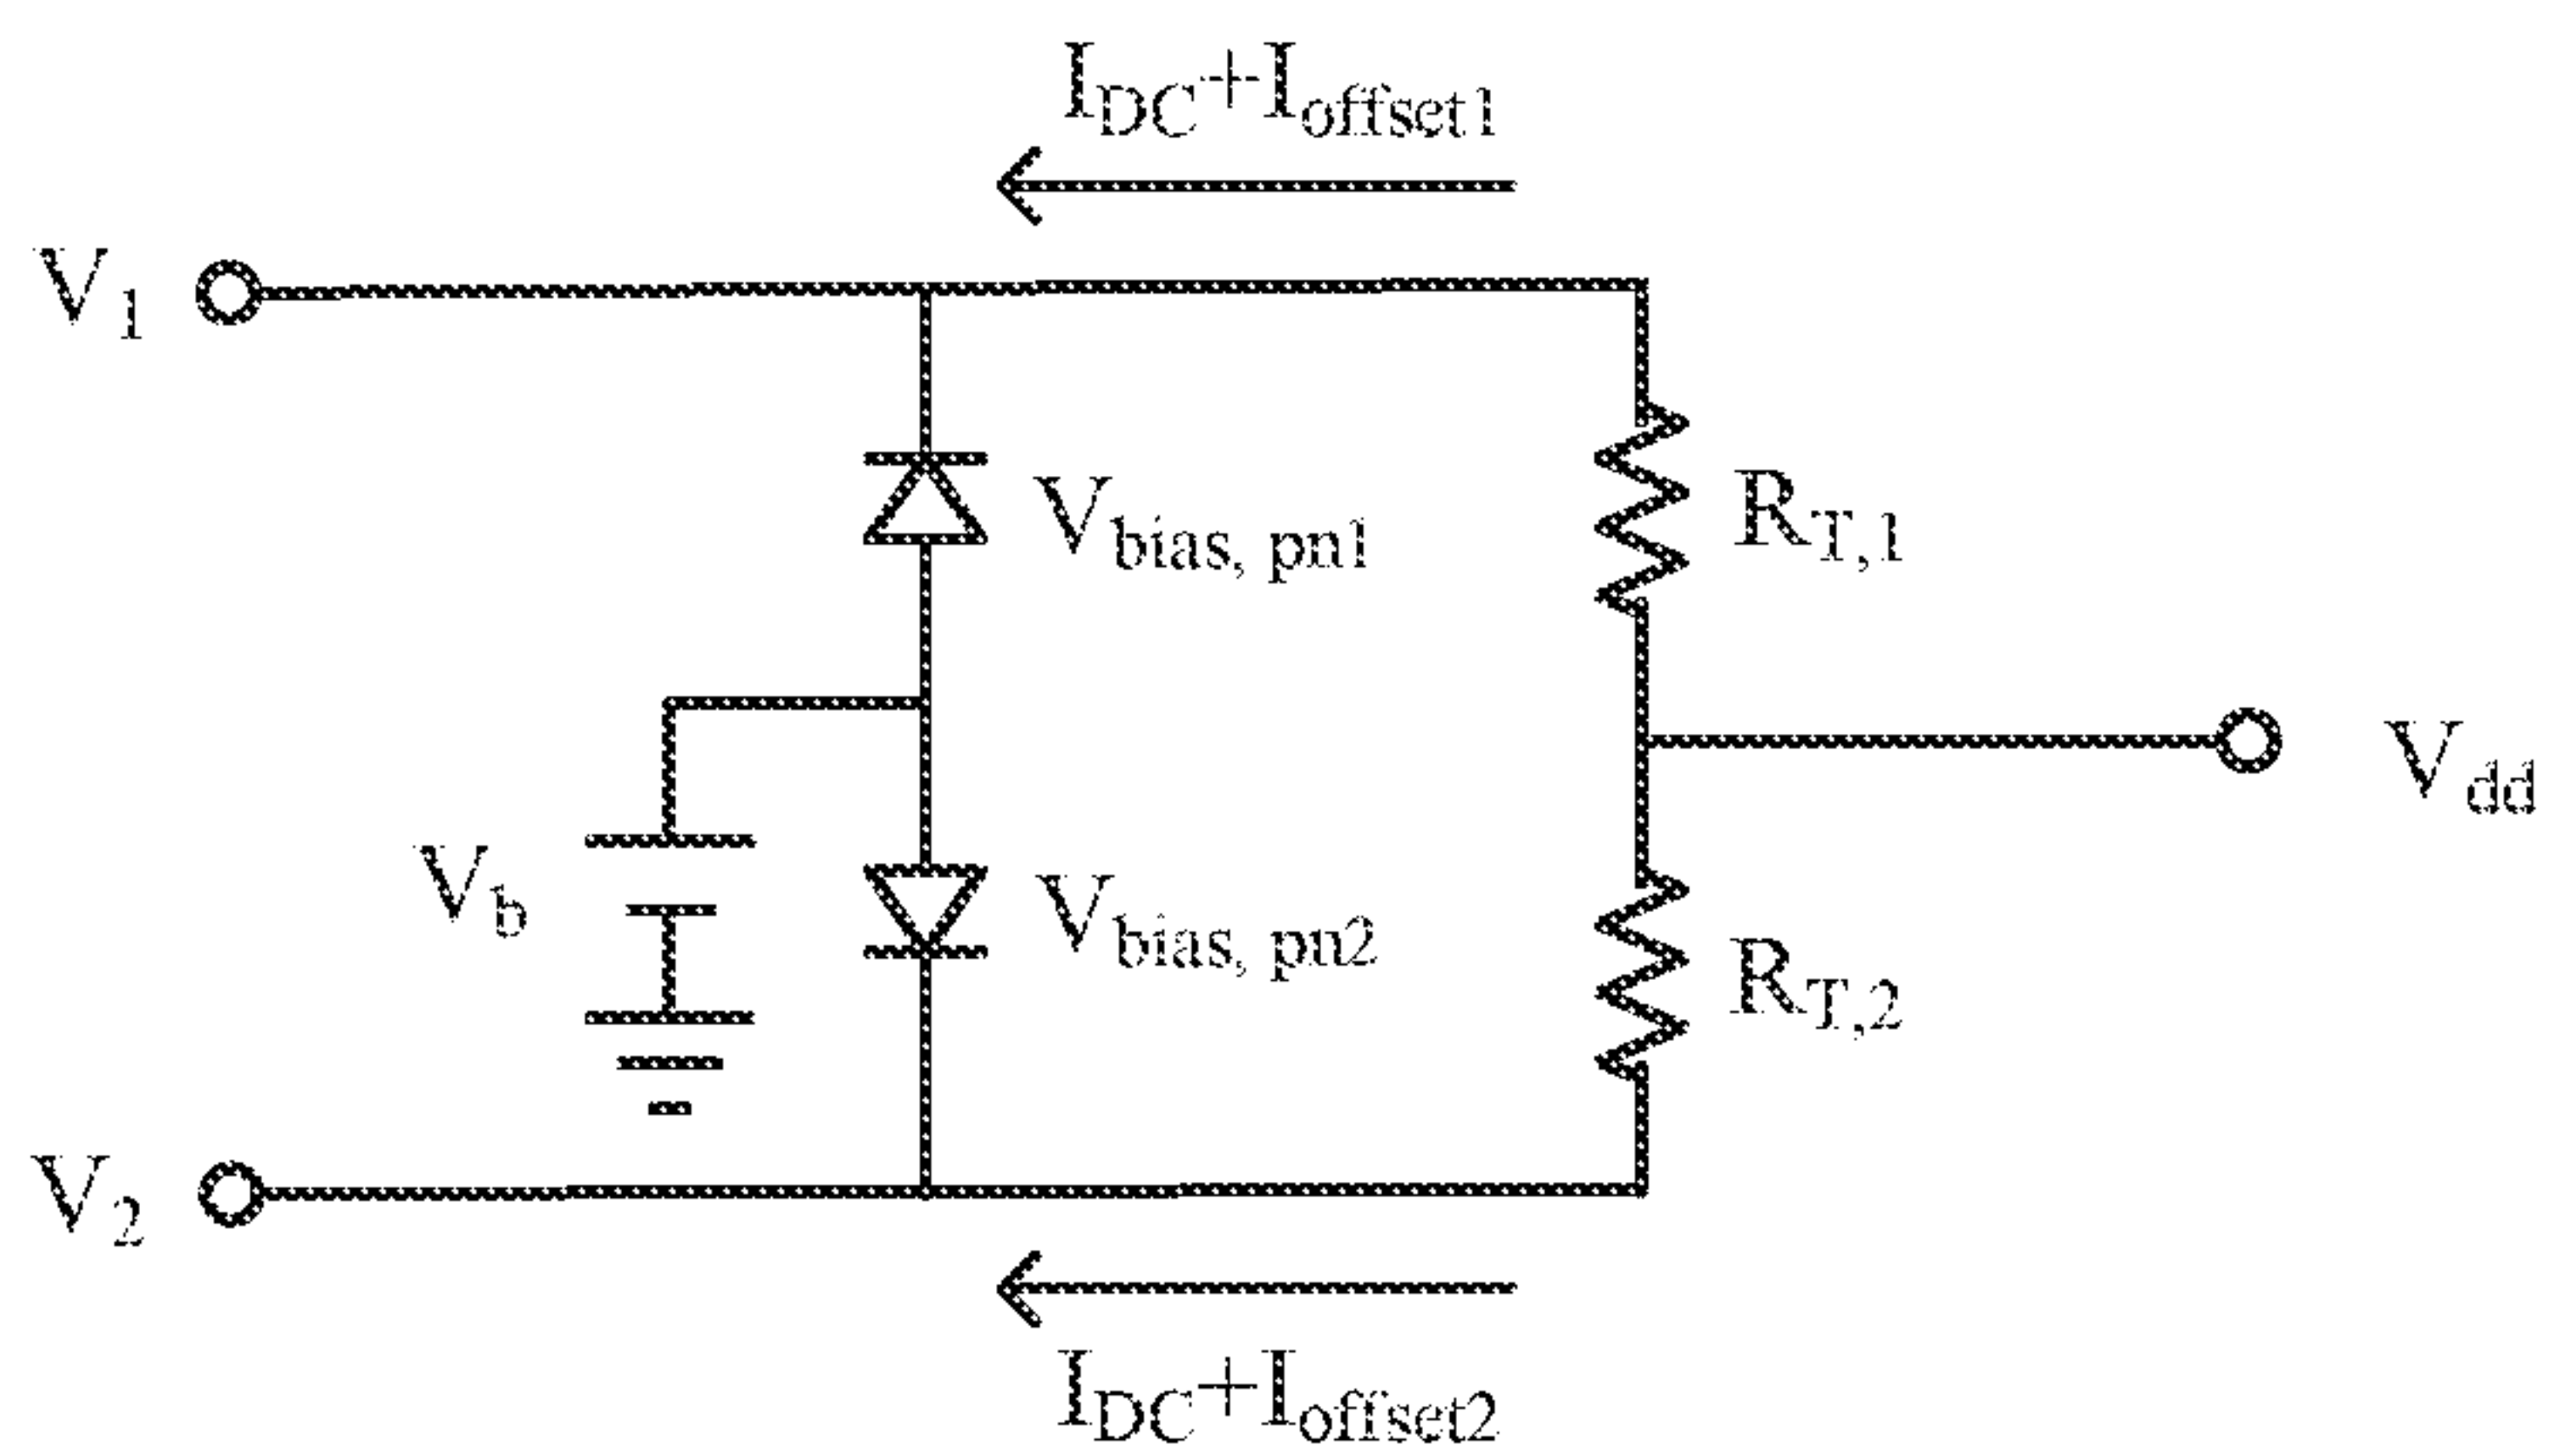 I_DC+I_offset1
V_1
V_bias, pn1
R_T,1
V_dd
V_b
V_bias, pn2
R_T,2
V_2
I_DC+I_offset2